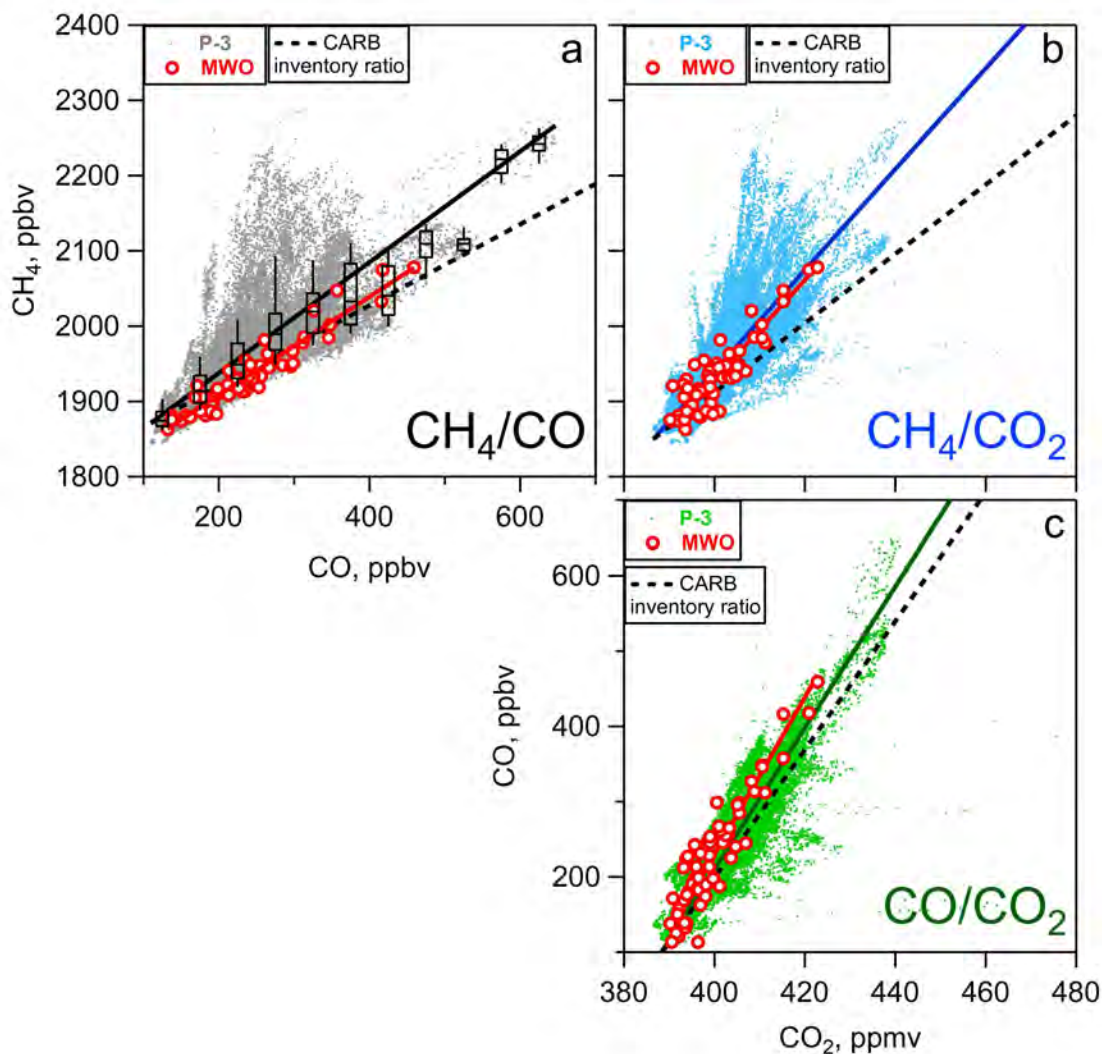 2400
2300
2200
2100
2000
1900
1800
CH₄, ppbv
P-3
MWO
CARB
inventory ratio
a
CH₄/CO
200
400
600
CO, ppbv
P-3
MWO
CARB
inventory ratio
b
CH₄/CO₂
P-3
MWO
CARB
inventory ratio
c
600
400
200
CO, ppbv
CO/CO₂
380
400
420
440
460
480
CO₂, ppmv